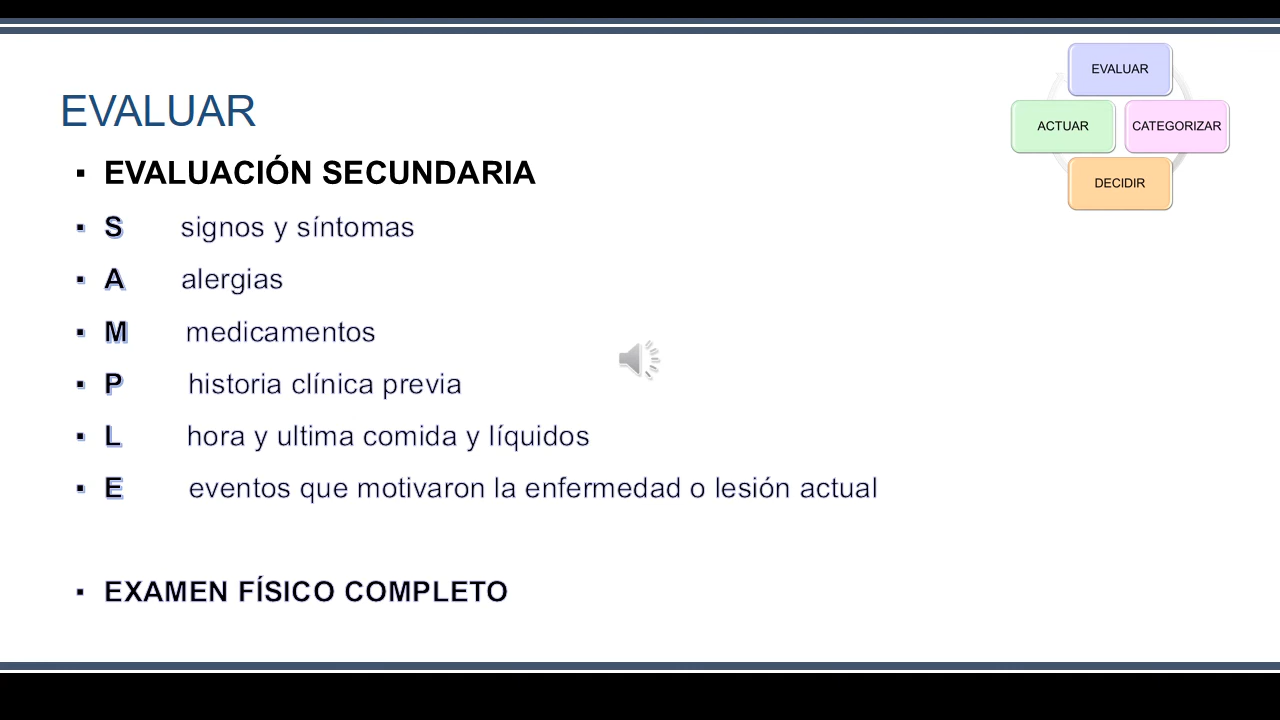 EVALUAR
EVALUACIÓN SECUNDARIA
S signos y síntomas
A alergias
M medicamentos
P historia clínica previa
L hora y ultima comida y líquidos
E eventos que motivaron la enfermedad o lesión actual
EXAMEN FÍSICO COMPLETO
EVALUAR
ACTUAR CATEGORIZAR
DECIDIR